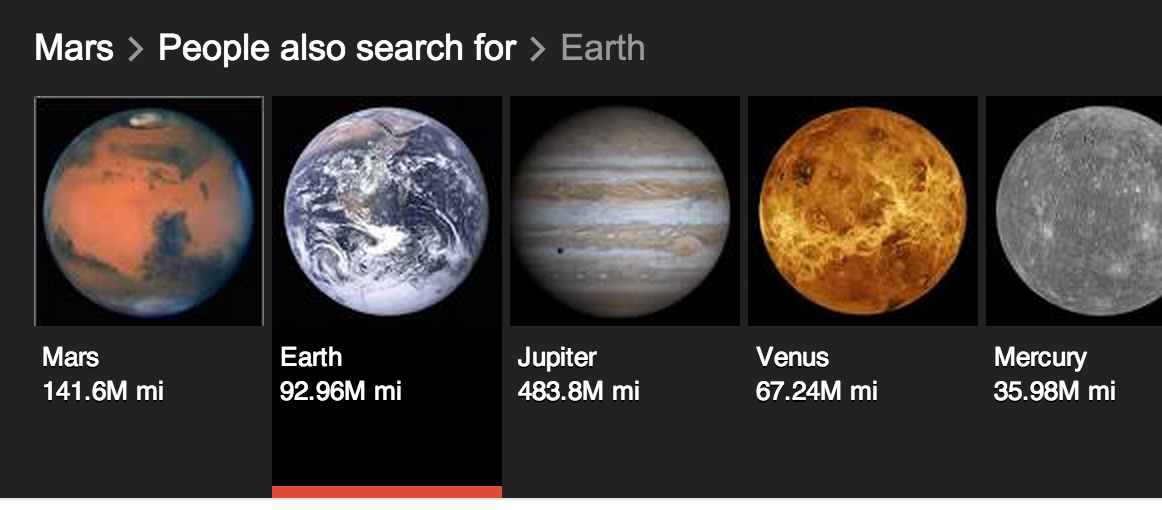 Mars > People also search for > Earth
Mars
141.6M mi
Earth
92.96M mi
Jupiter
483.8M mi
Venus
67.24M mi
Mercury
35.98M mi